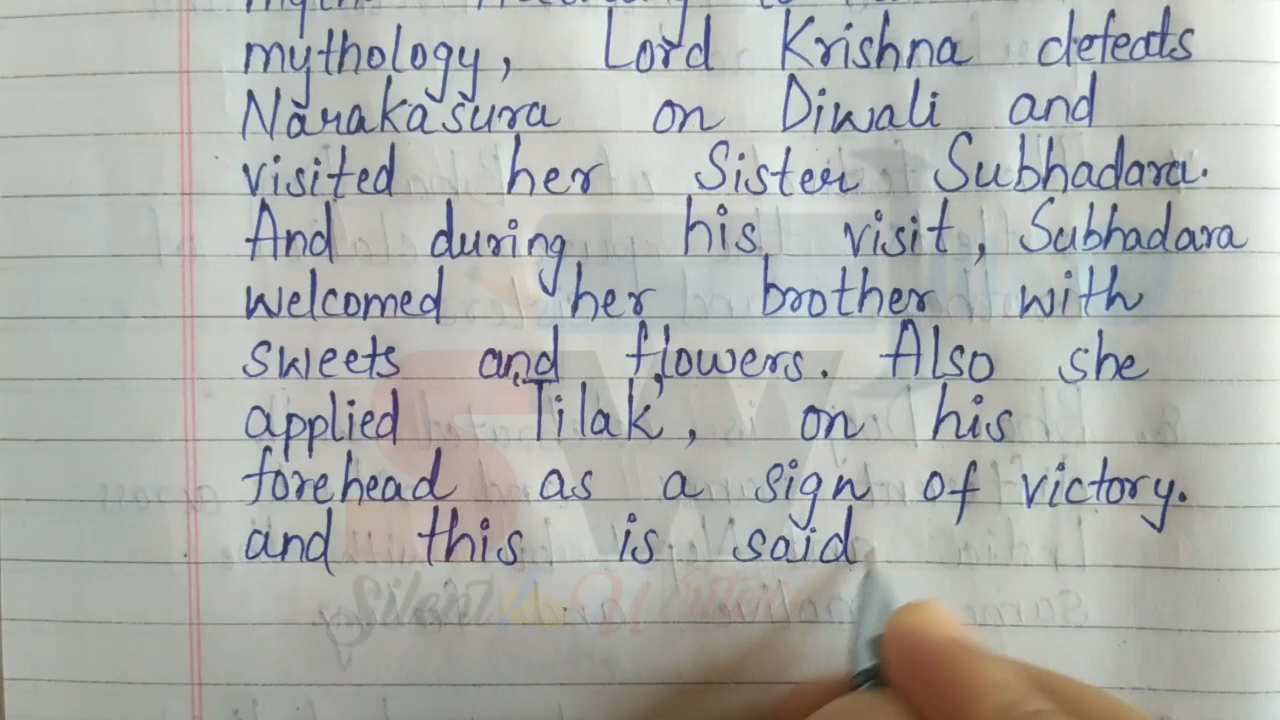 mythology, Lord Krishna defeats
Narakasura on Diwali and
visited her Sister Subhadara.
And during his visit, Subhadara
welcomed her brother with
sweets and flowers. Also she
applied 'Tilak', on his
forehead as a sign of victory.
and this is said
Silent Writer